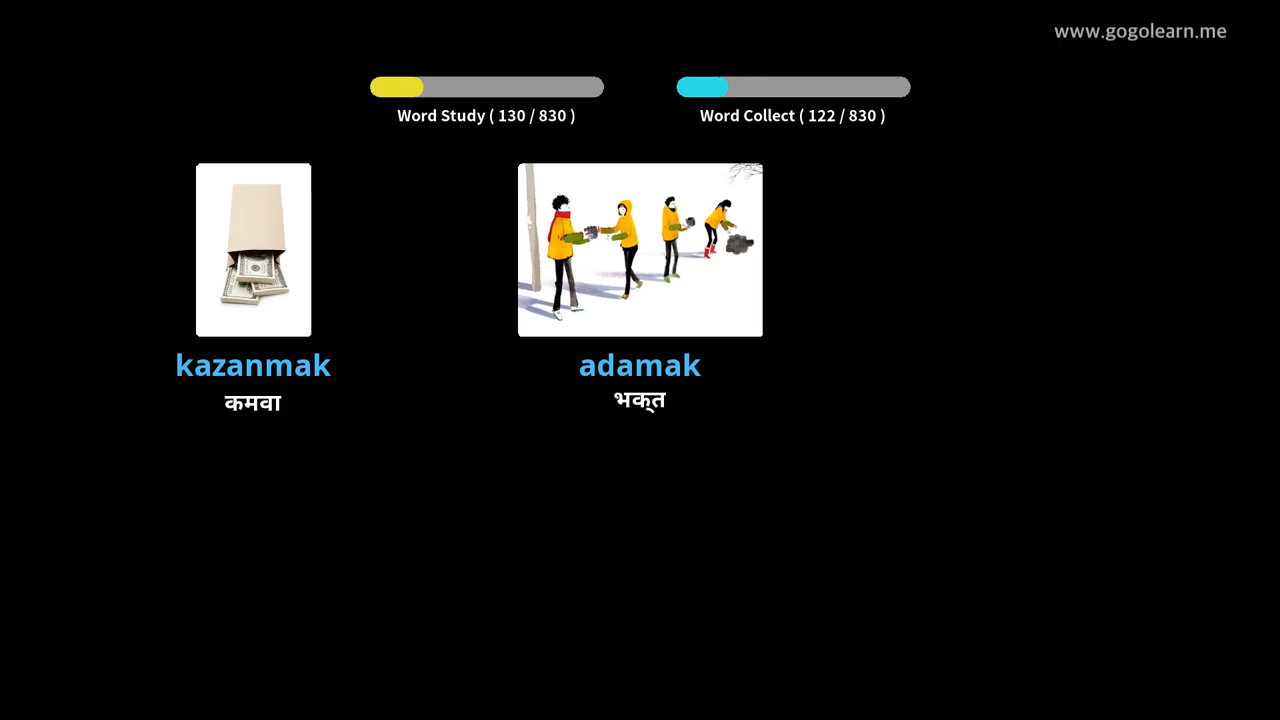 www.gogolearn.me
Word Study ( 130 / 830 )
Word Collect ( 122 / 830 )
kazanmak
कमवा
adamak
भक्त